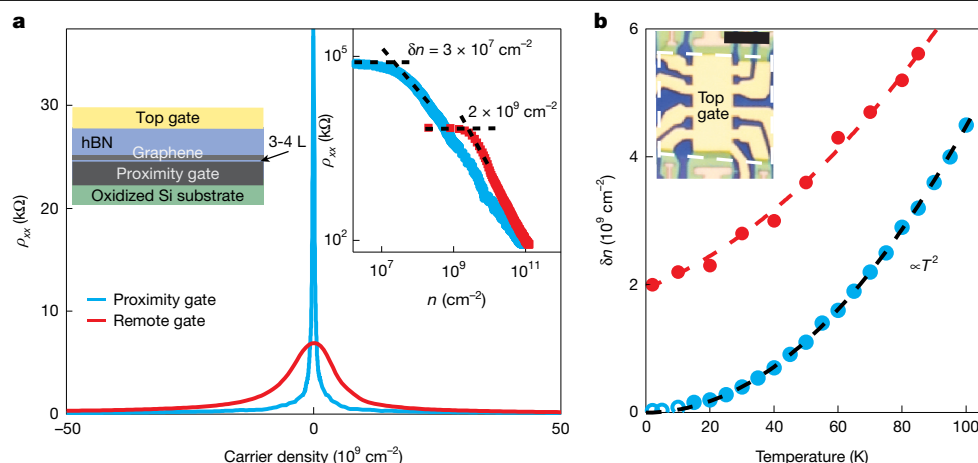 a
ρxx (kΩ)
30
20
10
0
−50
0
50
Carrier density (10⁹ cm⁻²)
Top gate
hBN
Graphene
3-4 L
Proximity gate
Oxidized Si substrate
Proximity gate
Remote gate
δn = 3 × 10⁷ cm⁻²
2 × 10⁹ cm⁻²
ρxx (kΩ)
10⁵
10²
10⁷
10⁹
10¹¹
n (cm⁻²)
b
δn (10⁹ cm⁻²)
6
4
2
0
0
20
40
60
80
100
Temperature (K)
Top
gate
∝T²